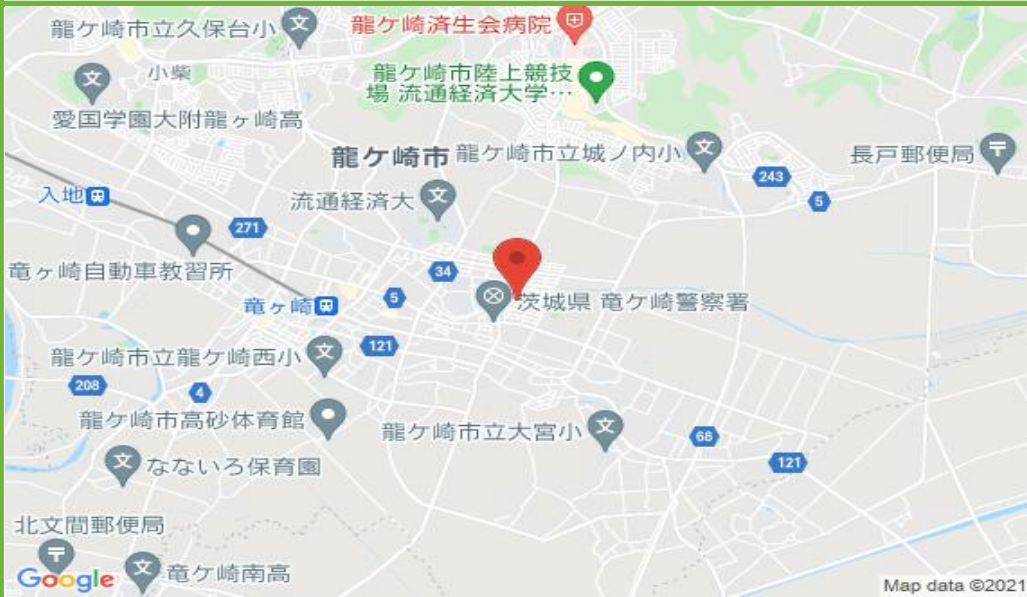 龍ケ崎市立久保台小
龍ケ崎済生会病院
小柴
龍ケ崎市陸上競技
場 流通経済大学…
愛国学園大附龍ヶ崎高
龍ケ崎市
龍ケ崎市立城ノ内小
長戸郵便局
243
入地
流通経済大
5
271
竜ヶ崎自動車教習所
34
竜ヶ崎
5
茨城県 竜ケ崎警察署
121
龍ケ崎市立龍ケ崎西小
208
4
龍ケ崎市高砂体育館
龍ケ崎市立大宮小
68
121
なないろ保育園
北文間郵便局
竜ケ崎南高
Google
Map data ©2021